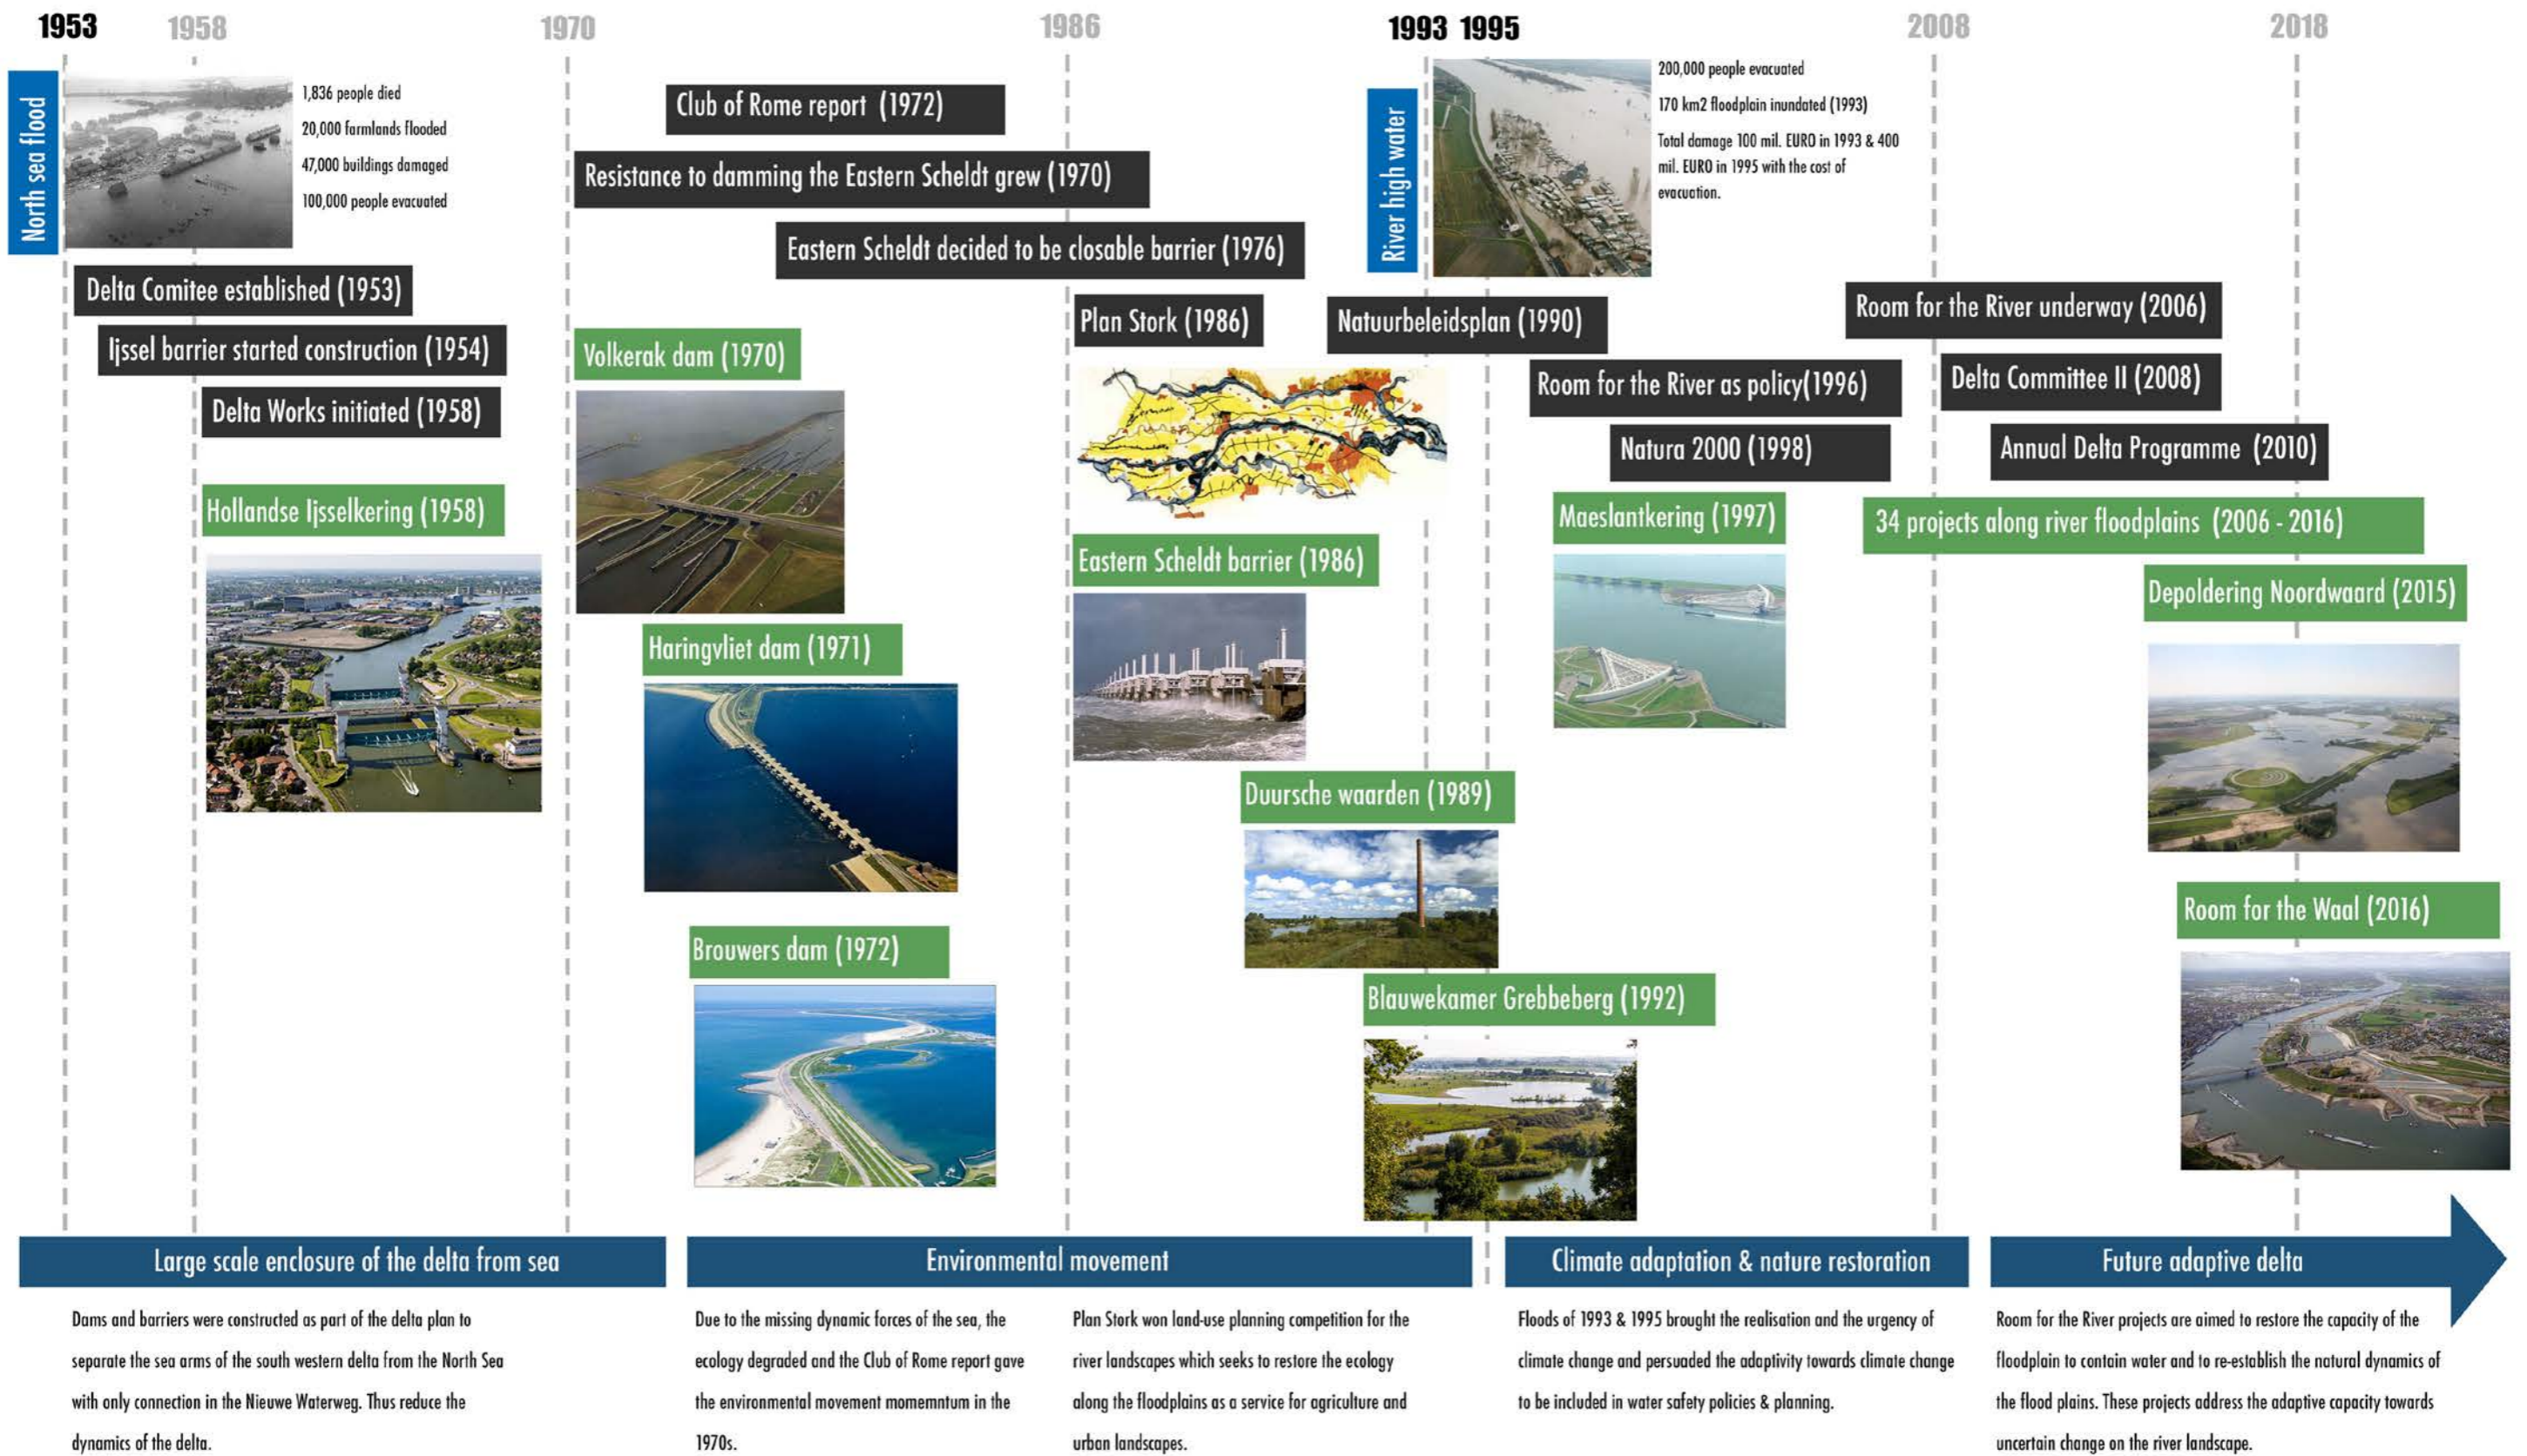 1953
1958
1970
1986
1993
1995
2008
2018
North sea flood
1,836 people died
20,000 farmlands flooded
47,000 buildings damaged
100,000 people evacuated
Club of Rome report (1972)
Resistance to damming the Eastern Scheldt grew (1970)
Eastern Scheldt decided to be closable barrier (1976)
River high water
200,000 people evacuated
170 km2 floodplain inundated (1993)
Total damage 100 mil. EURO in 1993 & 400
mil. EURO in 1995 with the cost of
evacuation.
Delta Comitee established (1953)
Ijssel barrier started construction (1954)
Delta Works initiated (1958)
Hollandse Ijsselkering (1958)
Volkerak dam (1970)
Haringvliet dam (1971)
Brouwers dam (1972)
Plan Stork (1986)
Eastern Scheldt barrier (1986)
Duursche waarden (1989)
Blauwekamer Grebbeberg (1992)
Natuurbeleidsplan (1990)
Room for the River as policy(1996)
Natura 2000 (1998)
Maeslantkering (1997)
Room for the River underway (2006)
Delta Committee II (2008)
Annual Delta Programme (2010)
34 projects along river floodplains (2006 - 2016)
Depoldering Noordwaard (2015)
Room for the Waal (2016)
Large scale enclosure of the delta from sea
Dams and barriers were constructed as part of the delta plan to
separate the sea arms of the south western delta from the North Sea
with only connection in the Nieuwe Waterweg. Thus reduce the
dynamics of the delta.
Environmental movement
Due to the missing dynamic forces of the sea, the
ecology degraded and the Club of Rome report gave
the environmental movement momemntum in the
1970s.
Plan Stork won land-use planning competition for the
river landscapes which seeks to restore the ecology
along the floodplains as a service for agriculture and
urban landscapes.
Climate adaptation & nature restoration
Floods of 1993 & 1995 brought the realisation and the urgency of
climate change and persuaded the adaptivity towards climate change
to be included in water safety policies & planning.
Future adaptive delta
Room for the River projects are aimed to restore the capacity of the
floodplain to contain water and to re-establish the natural dynamics of
the flood plains. These projects address the adaptive capacity towards
uncertain change on the river landscape.